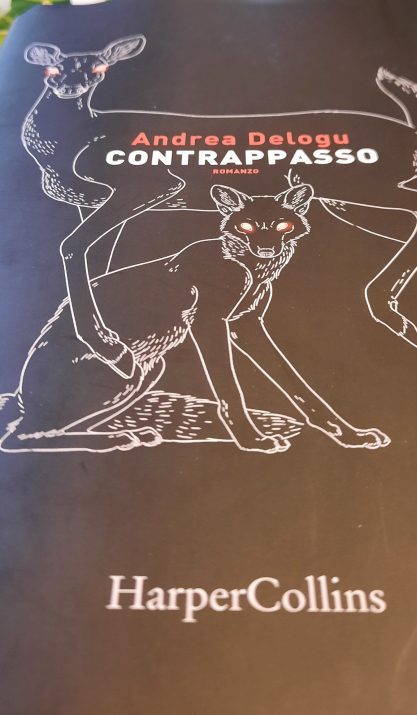 Andrea Delogu
CONTRAPPASSO
ROMANZO
HarperCollins